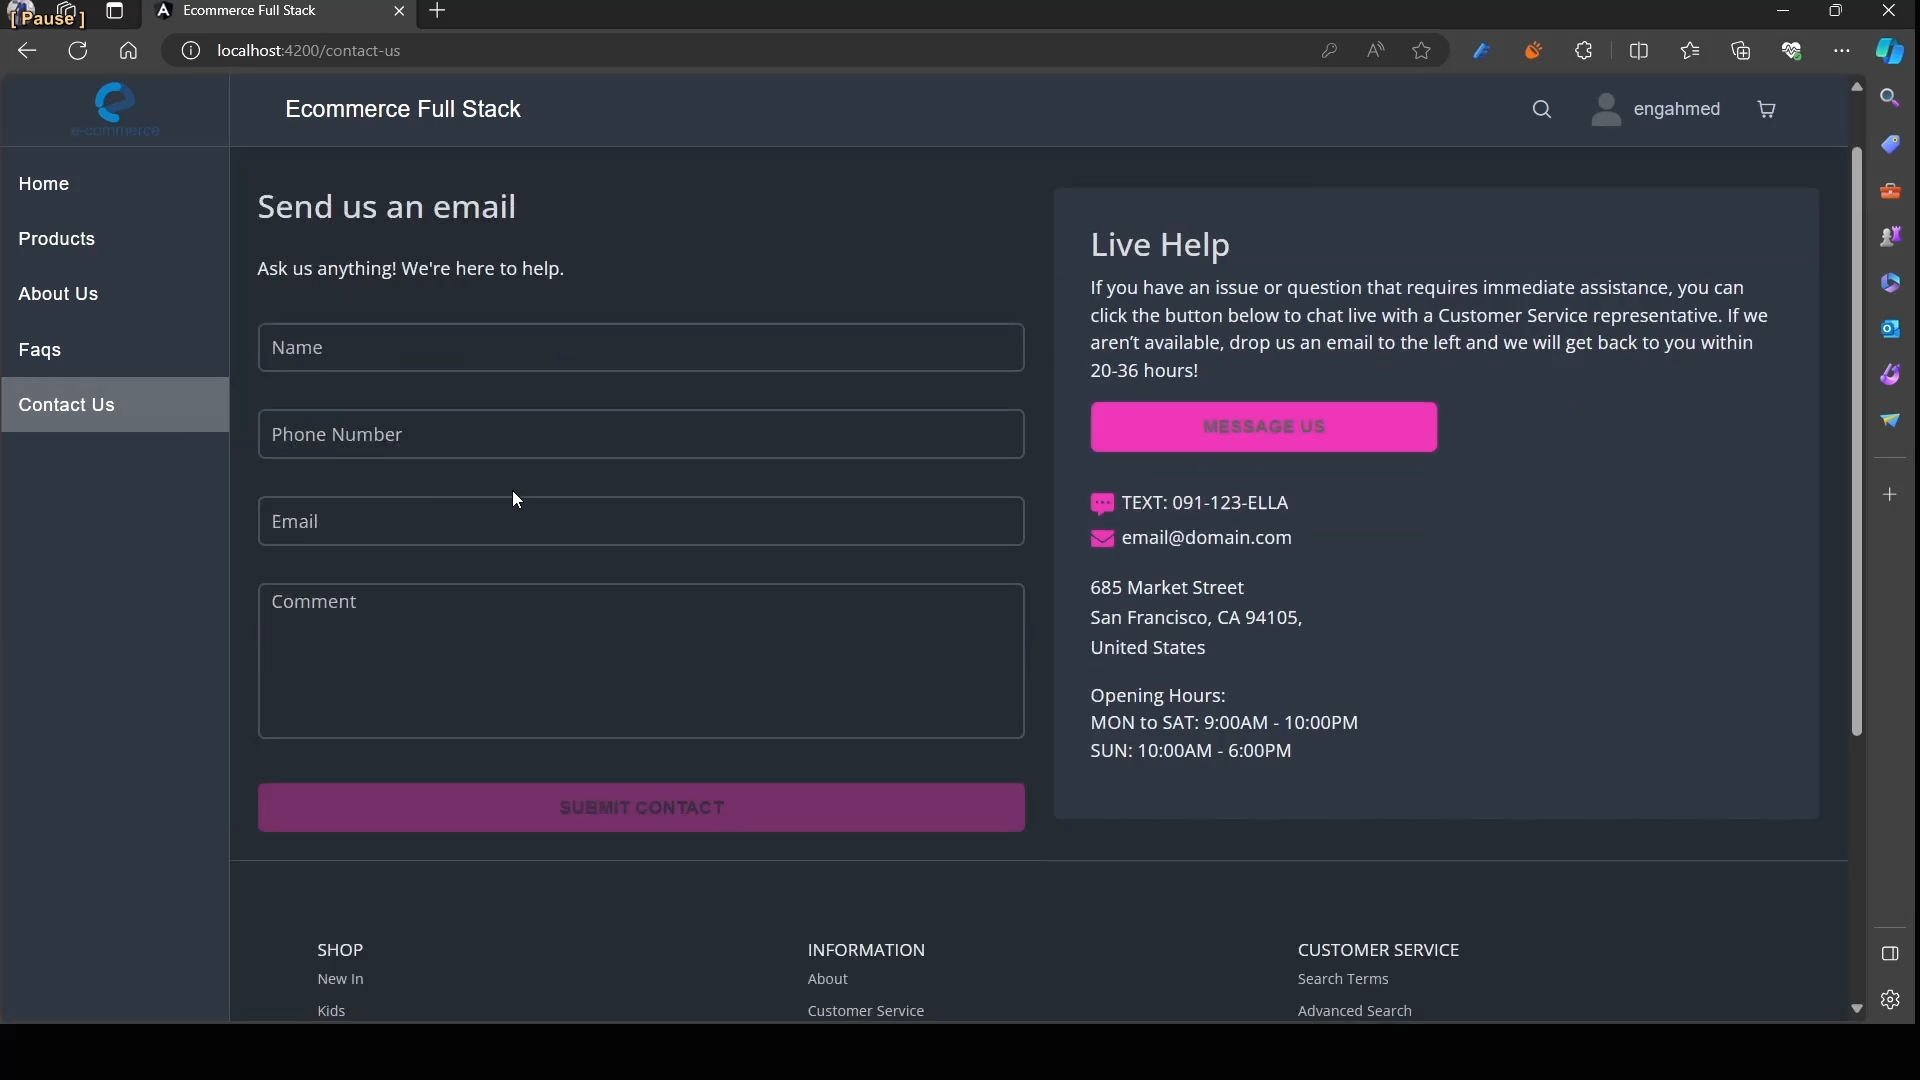 [ Pause ]
Ecommerce Full Stack
localhost:4200/contact-us
e-commerce
Ecommerce Full Stack
engahmed
Home
Products
About Us
Faqs
Contact Us
Send us an email
Ask us anything! We're here to help.
Name
Phone Number
Email
Comment
SUBMIT CONTACT
Live Help
If you have an issue or question that requires immediate assistance, you can
click the button below to chat live with a Customer Service representative. If we
aren't available, drop us an email to the left and we will get back to you within
20-36 hours!
MESSAGE US
TEXT: 091-123-ELLA
email@domain.com
685 Market Street
San Francisco, CA 94105,
United States
Opening Hours:
MON to SAT: 9:00AM - 10:00PM
SUN: 10:00AM - 6:00PM
SHOP
New In
Kids
INFORMATION
About
Customer Service
CUSTOMER SERVICE
Search Terms
Advanced Search